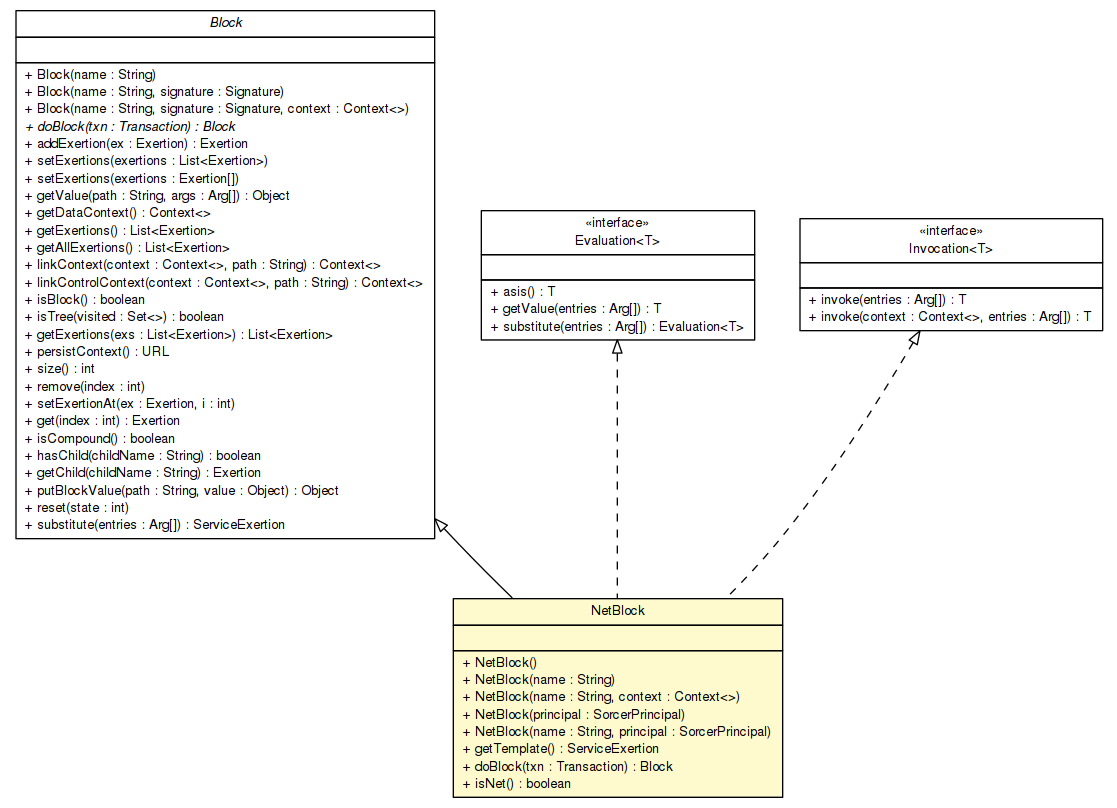 Block
+ Block(name : String)
+ Block(name : String, signature : Signature)
+ Block(name : String, signature : Signature, context : Context<>)
+ doBlock(txn : Transaction) : Block
+ addExertion(ex : Exertion) : Exertion
+ setExertions(exertions : List<Exertion>)
+ setExertions(exertions : Exertion[])
+ getValue(path : String, args : Arg[]) : Object
+ getDataContext() : Context<>
+ getExertions() : List<Exertion>
+ getAllExertions() : List<Exertion>
+ linkContext(context : Context<>, path : String) : Context<>
+ linkControlContext(context : Context<>, path : String) : Context<>
+ isBlock() : boolean
+ isTree(visited : Set<>) : boolean
+ getExertions(exs : List<Exertion>) : List<Exertion>
+ persistContext() : URL
+ size() : int
+ remove(index : int)
+ setExertionAt(ex : Exertion, i : int)
+ get(index : int) : Exertion
+ isCompound() : boolean
+ hasChild(childName : String) : boolean
+ getChild(childName : String) : Exertion
+ putBlockValue(path : String, value : Object) : Object
+ reset(state : int)
+ substitute(entries : Arg[]) : ServiceExertion
«interface»
Evaluation<T>
+ asis() : T
+ getValue(entries : Arg[]) : T
+ substitute(entries : Arg[]) : Evaluation<T>
«interface»
Invocation<T>
+ invoke(entries : Arg[]) : T
+ invoke(context : Context<>, entries : Arg[]) : T
NetBlock
+ NetBlock()
+ NetBlock(name : String)
+ NetBlock(name : String, context : Context<>)
+ NetBlock(principal : SorcerPrincipal)
+ NetBlock(name : String, principal : SorcerPrincipal)
+ getTemplate() : ServiceExertion
+ doBlock(txn : Transaction) : Block
+ isNet() : boolean